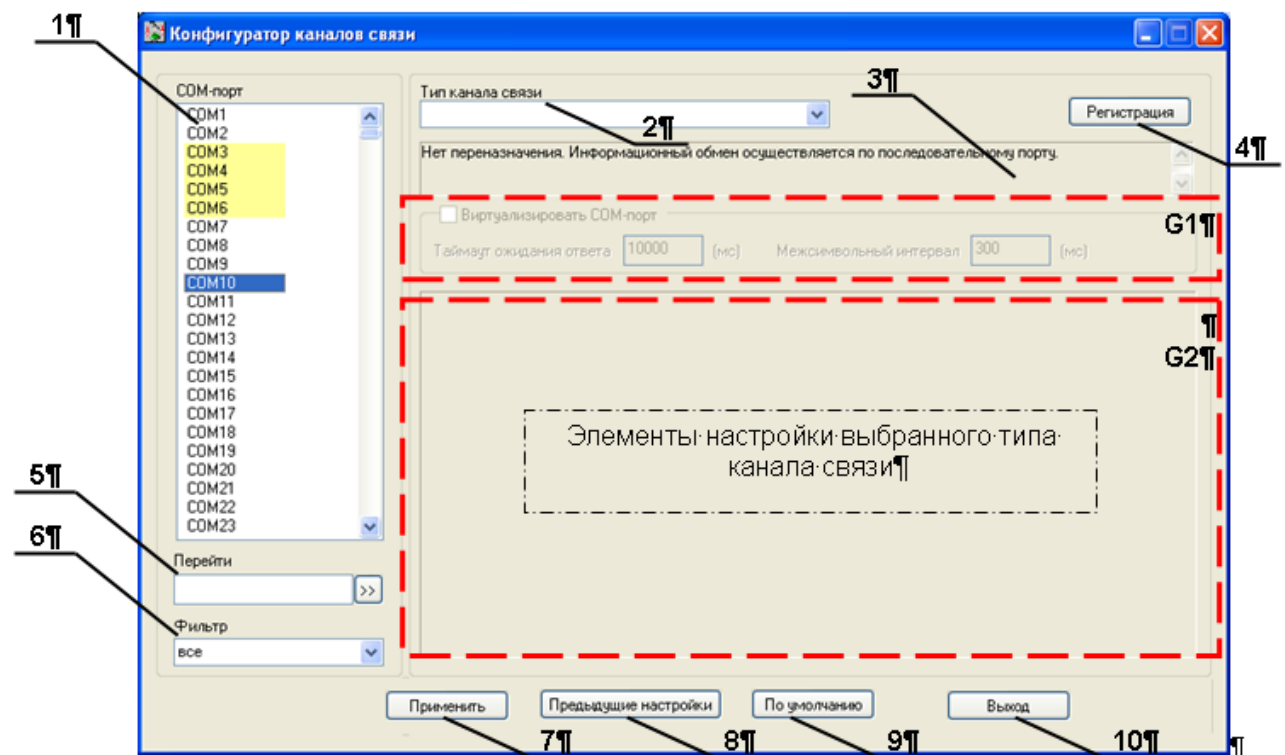 1¶
Конфигуратор каналов связи
COM-порт
COM1
COM2
COM3
COM4
COM5
COM6
COM7
COM8
COM9
COM10
COM11
COM12
COM13
COM14
COM15
COM16
COM17
COM18
COM19
COM20
COM21
COM22
COM23
5¶
Перейти
>>
6¶
Фильтр
все
Тип канала связи
2¶
3¶
Регистрация
4¶
Нет переназначения. Информационный обмен осуществляется по последовательному порту.
Виртуализировать COM-порт
G1¶
Таймаут ожидания ответа 10000 (мс) Межсимвольный интервал 300 (мс)
¶
G2¶
Элементы·настройки·выбранного·типа·
канала·связи¶
Применить Предыдущие настройки По умолчанию Выход
7¶ 8¶ 9¶ 10¶ ¶